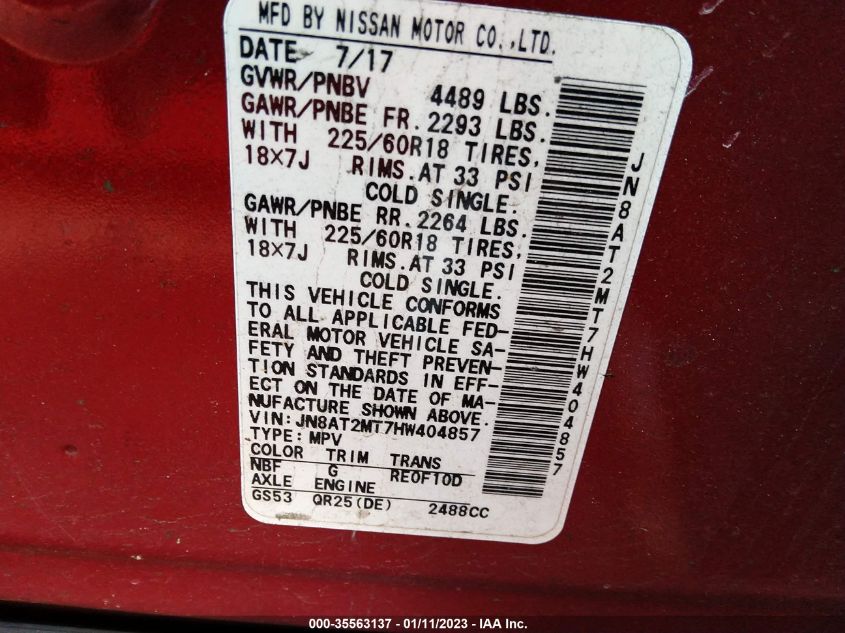 MFD BY NISSAN MOTOR CO.,LTD.
DATE 7/17
GVWR/PNBV 4489 LBS.
GAWR/PNBE FR. 2293 LBS.
WITH 225/60R18 TIRES,
18×7J RIMS.AT 33 PSI
COLD SINGLE.
GAWR/PNBE RR. 2264 LBS.
WITH 225/60R18 TIRES,
18×7J RIMS.AT 33 PSI
COLD SINGLE.
THIS VEHICLE CONFORMS
TO ALL APPLICABLE FED-
ERAL MOTOR VEHICLE SA-
FETY AND THEFT PREVEN-
TION STANDARDS IN EFF-
ECT ON THE DATE OF MA-
NUFACTURE SHOWN ABOVE.
VIN:JN8AT2MT7HW404857
TYPE:MPV
COLOR TRIM TRANS
NBF G RE0F10D
AXLE ENGINE
GS53 QR25(DE) 2488CC
JN8AT2MT7HW404857
000-35563137 - 01/11/2023 - IAA Inc.